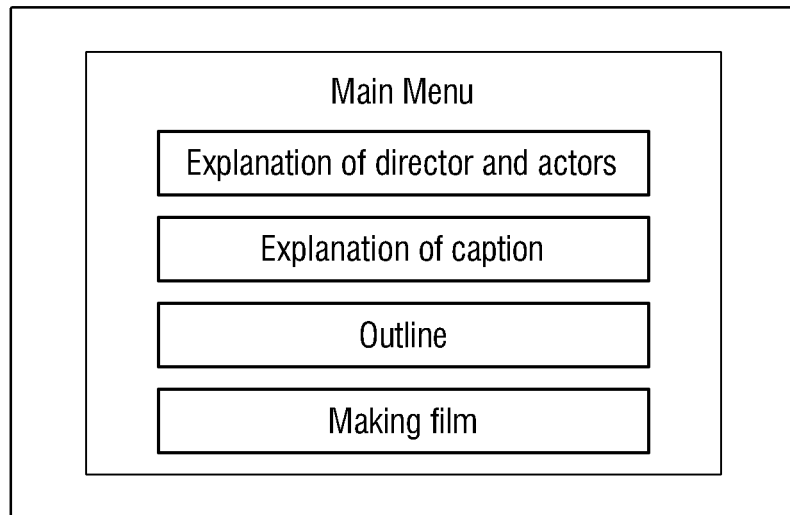 Main Menu
Explanation of director and actors
Explanation of caption
Outline
Making film